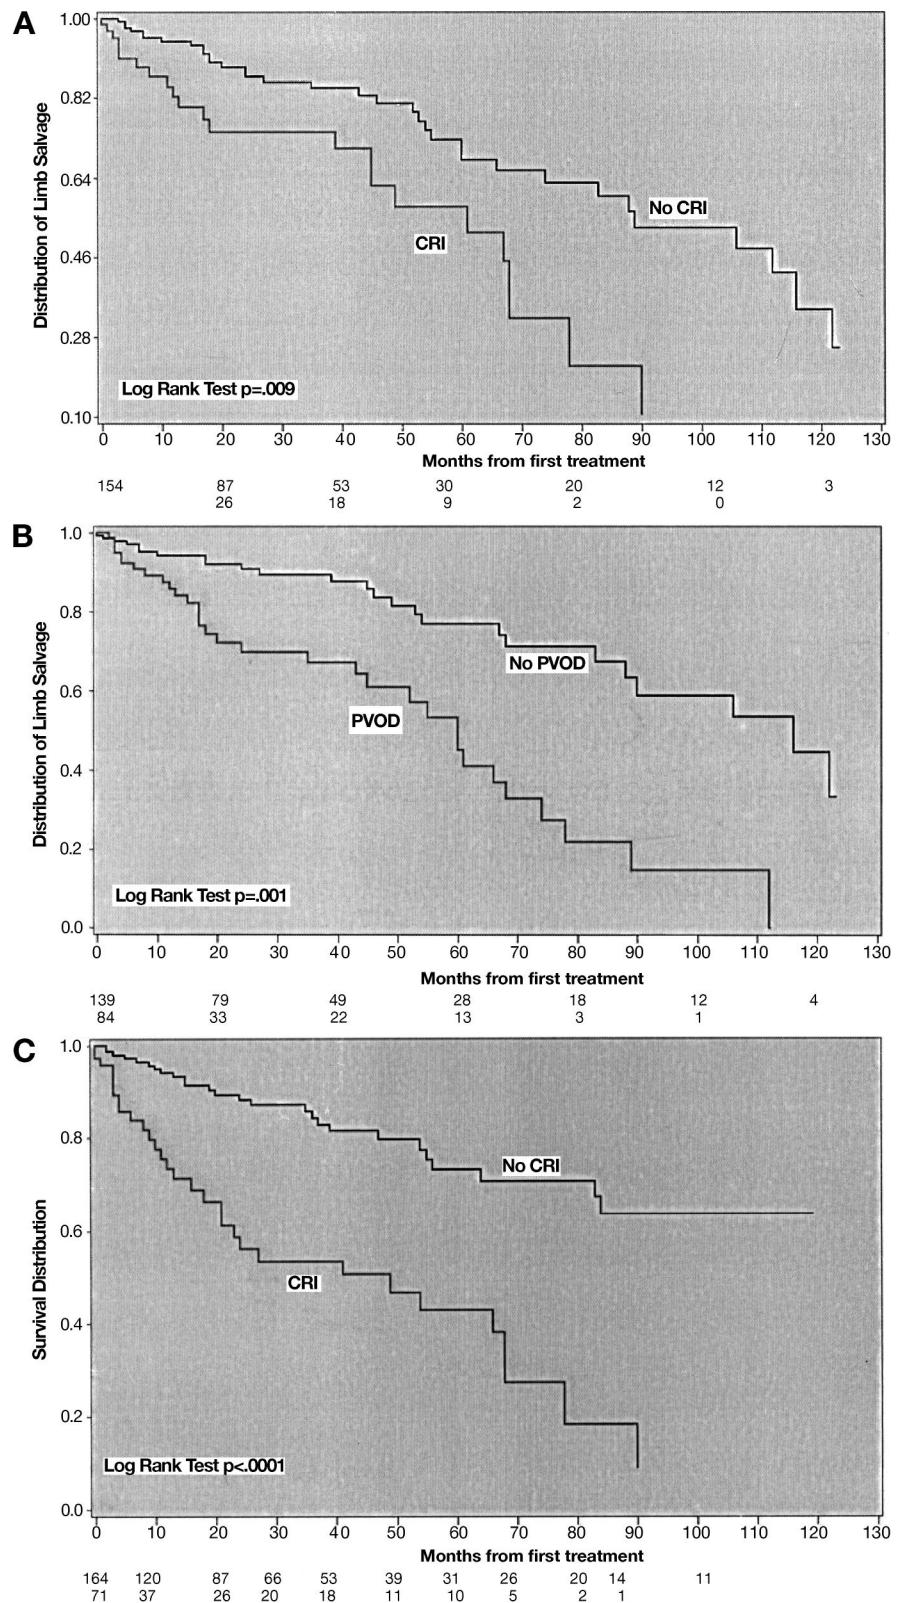 A
Distribution of Limb Salvage
1.00
0.82
0.64
0.46
0.28
0.10
No CRI
CRI
Log Rank Test p=.009
0 10 20 30 40 50 60 70 80 90 100 110 120 130
Months from first treatment
154 87 53 30 20 12 3
26 18 9 2 0
B
Distribution of Limb Salvage
1.0
0.8
0.6
0.4
0.2
0.0
No PVOD
PVOD
Log Rank Test p=.001
0 10 20 30 40 50 60 70 80 90 100 110 120 130
Months from first treatment
139 79 49 28 18 12 4
84 33 22 13 3 1
C
Survival Distribution
1.0
0.8
0.6
0.4
0.2
0.0
No CRI
CRI
Log Rank Test p<.0001
0 10 20 30 40 50 60 70 80 90 100 110 120 130
Months from first treatment
164 120 87 66 53 39 31 26 20 14 11
71 37 26 20 18 11 10 5 2 1